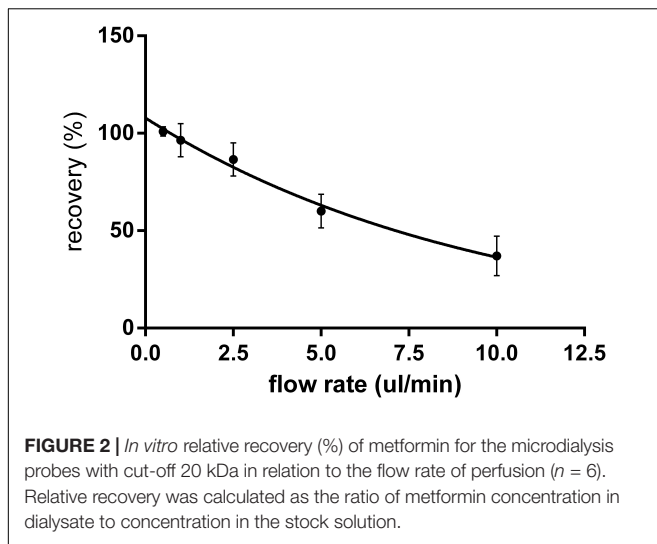 150
100
50
0
recovery (%)
0.0 2.5 5.0 7.5 10.0 12.5
flow rate (ul/min)
FIGURE 2 | In vitro relative recovery (%) of metformin for the microdialysis
probes with cut-off 20 kDa in relation to the flow rate of perfusion (n = 6).
Relative recovery was calculated as the ratio of metformin concentration in
dialysate to concentration in the stock solution.